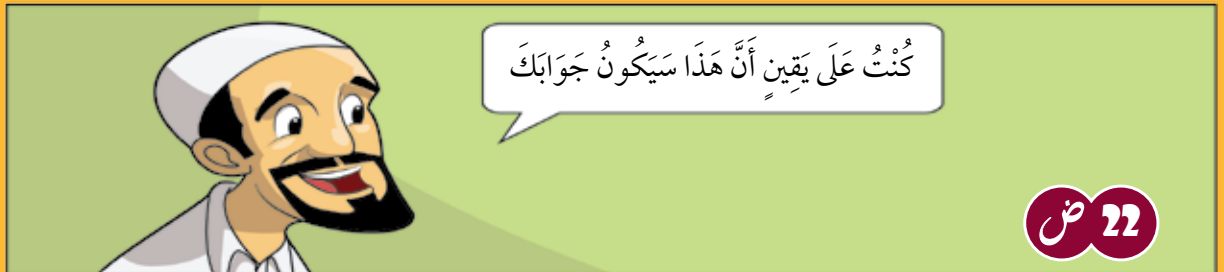 كُنْتُ عَلَى يَقِينٍ أَنَّ هَذَا سَيَكُونُ جَوَابَكَ
22 ض